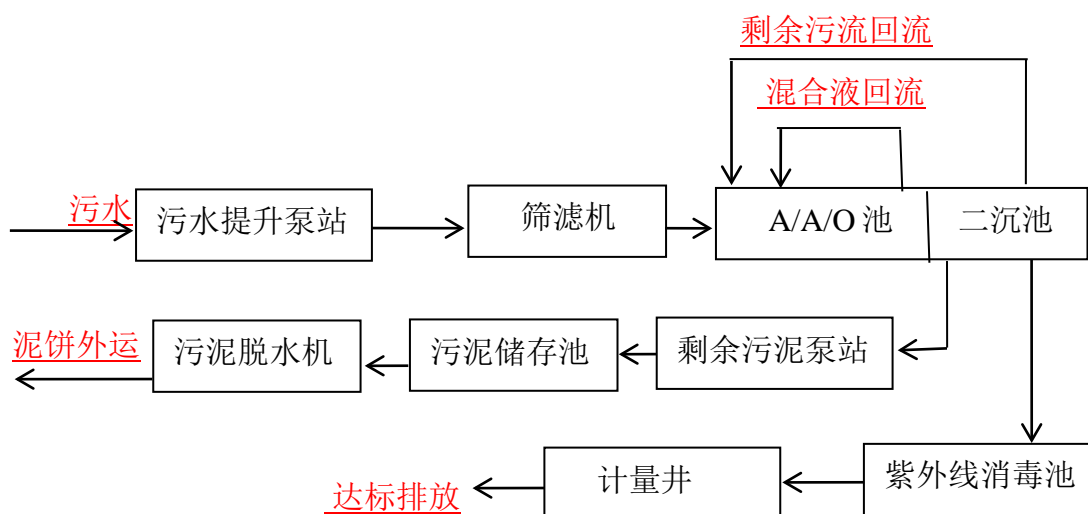 剩余污流回流
混合液回流
污水
污水提升泵站
筛滤机
A/A/O 池
二沉池
泥饼外运
污泥脱水机
污泥储存池
剩余污泥泵站
达标排放
计量井
紫外线消毒池